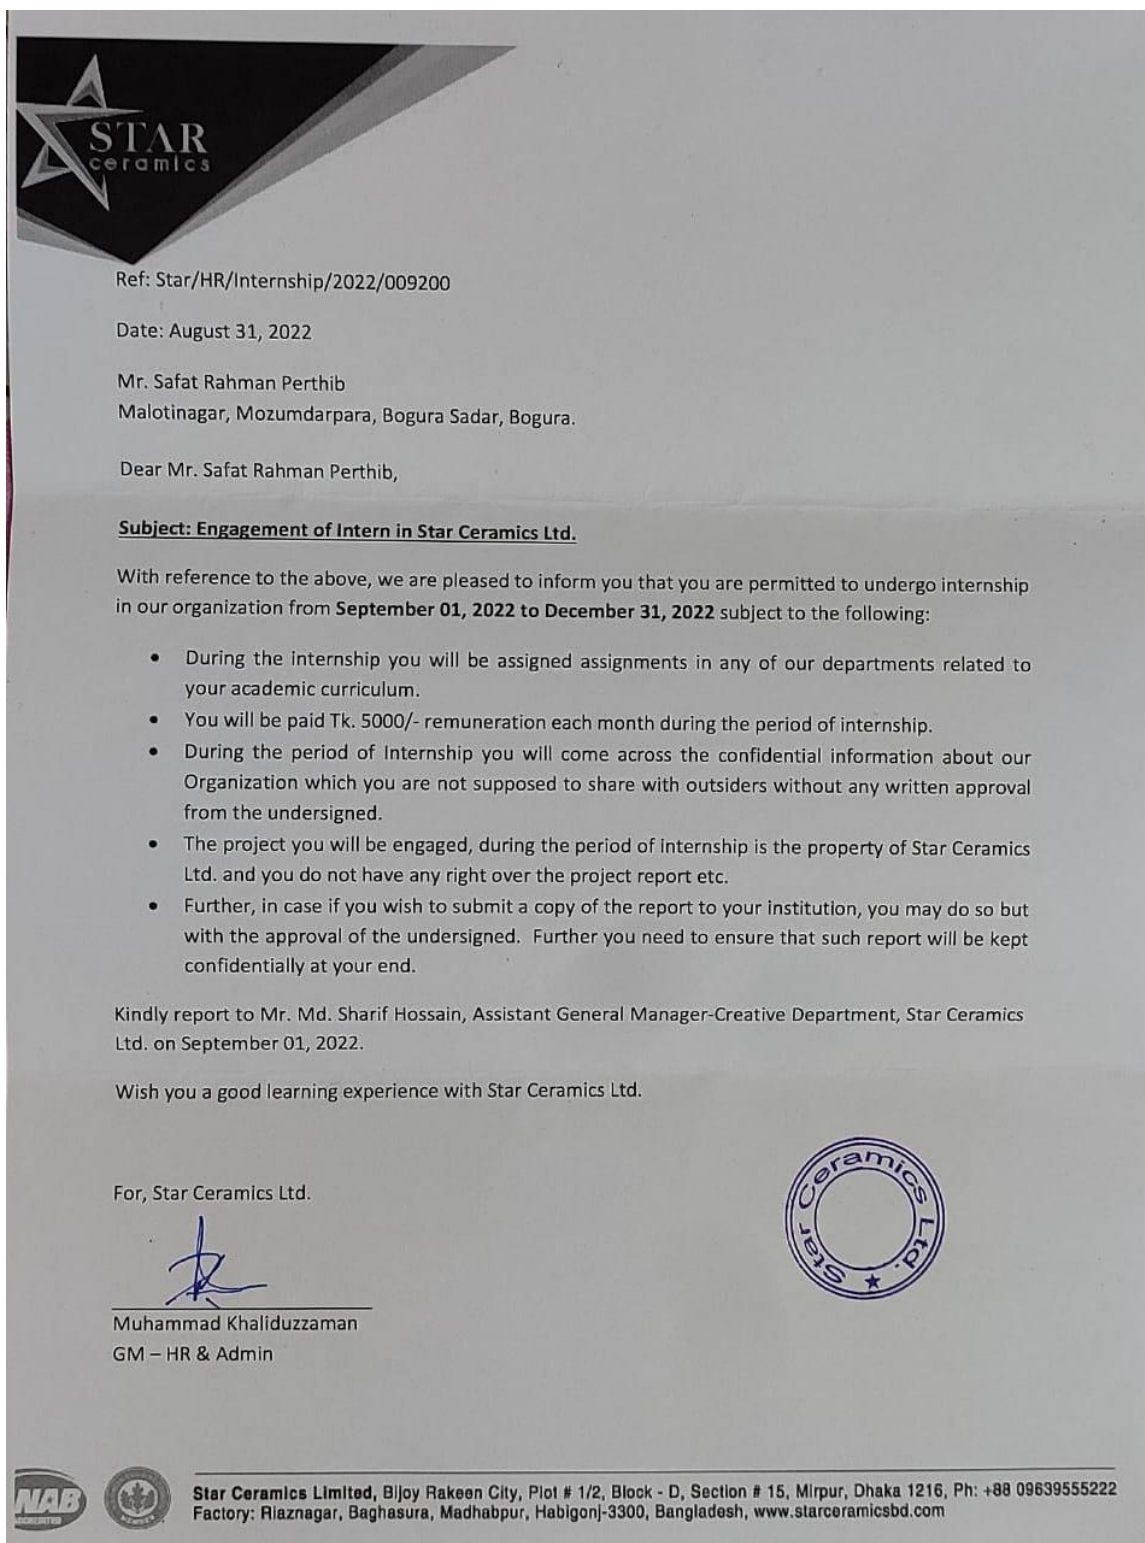 STAR
ceramics
Ref: Star/HR/Internship/2022/009200
Date: August 31, 2022
Mr. Safat Rahman Perthib
Malotinagar, Mozumdarpara, Bogura Sadar, Bogura.
Dear Mr. Safat Rahman Perthib,
Subject: Engagement of Intern in Star Ceramics Ltd.
With reference to the above, we are pleased to inform you that you are permitted to undergo internship
in our organization from September 01, 2022 to December 31, 2022 subject to the following:
• During the internship you will be assigned assignments in any of our departments related to
your academic curriculum.
• You will be paid Tk. 5000/- remuneration each month during the period of internship.
• During the period of Internship you will come across the confidential information about our
Organization which you are not supposed to share with outsiders without any written approval
from the undersigned.
• The project you will be engaged, during the period of internship is the property of Star Ceramics
Ltd. and you do not have any right over the project report etc.
• Further, in case if you wish to submit a copy of the report to your institution, you may do so but
with the approval of the undersigned. Further you need to ensure that such report will be kept
confidentially at your end.
Kindly report to Mr. Md. Sharif Hossain, Assistant General Manager-Creative Department, Star Ceramics
Ltd. on September 01, 2022.
Wish you a good learning experience with Star Ceramics Ltd.
For, Star Ceramics Ltd.
Star Ceramics Ltd.
Muhammad Khaliduzzaman
GM – HR & Admin
NAB
ACCREDITED
MEMBER
Star Ceramics Limited, Bijoy Rakeen City, Plot # 1/2, Block - D, Section # 15, Mirpur, Dhaka 1216, Ph: +88 09639555222
Factory: Riaznagar, Baghasura, Madhabpur, Habigonj-3300, Bangladesh, www.starceramicsbd.com